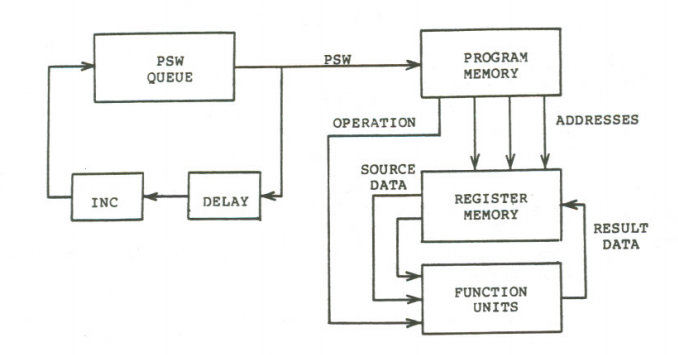 PSW
QUEUE
PSW
PROGRAM
MEMORY
OPERATION
ADDRESSES
SOURCE
DATA
INC
DELAY
REGISTER
MEMORY
RESULT
DATA
FUNCTION
UNITS